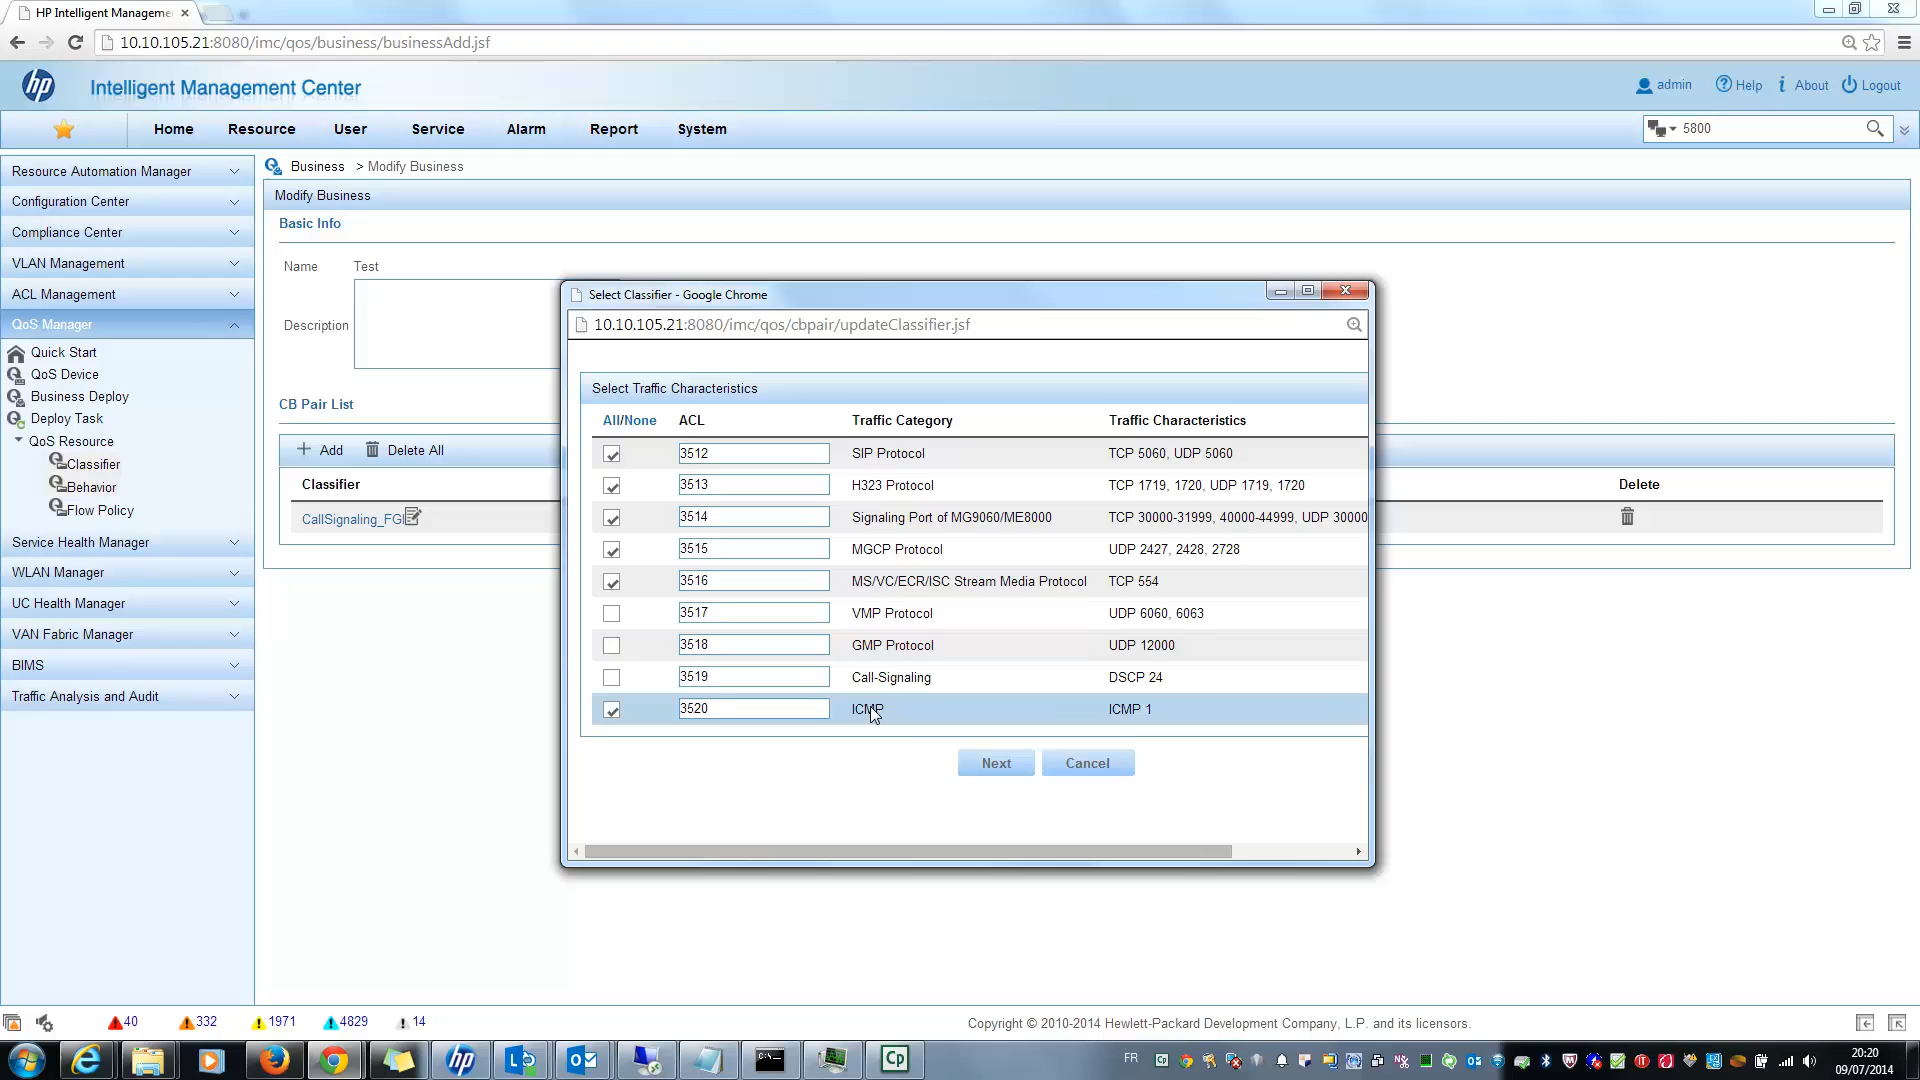 HP Intelligent Manageme
10.10.105.21:8080/imc/qos/business/businessAdd.jsf
hp
Intelligent Management Center
admin
Help
About
Logout
Home
Resource
User
Service
Alarm
Report
System
5800
Resource Automation Manager
Configuration Center
Compliance Center
VLAN Management
ACL Management
QoS Manager
Quick Start
QoS Device
Business Deploy
Deploy Task
QoS Resource
Classifier
Behavior
Flow Policy
Service Health Manager
WLAN Manager
UC Health Manager
VAN Fabric Manager
BIMS
Traffic Analysis and Audit
Business > Modify Business
Modify Business
Basic Info
Name Test
Description
CB Pair List
Add Delete All
Classifier Delete
CallSignaling_FG
Select Classifier - Google Chrome
10.10.105.21:8080/imc/qos/cbpair/updateClassifier.jsf
Select Traffic Characteristics
All/None ACL Traffic Category Traffic Characteristics
3512 SIP Protocol TCP 5060, UDP 5060
3513 H323 Protocol TCP 1719, 1720, UDP 1719, 1720
3514 Signaling Port of MG9060/ME8000 TCP 30000-31999, 40000-44999, UDP 30000
3515 MGCP Protocol UDP 2427, 2428, 2728
3516 MS/VC/ECR/ISC Stream Media Protocol TCP 554
3517 VMP Protocol UDP 6060, 6063
3518 GMP Protocol UDP 12000
3519 Call-Signaling DSCP 24
3520 ICMP ICMP 1
Next Cancel
40 332 1971 4829 14
Copyright © 2010-2014 Hewlett-Packard Development Company, L.P. and its licensors.
hp
Cp
FR
20:20
09/07/2014